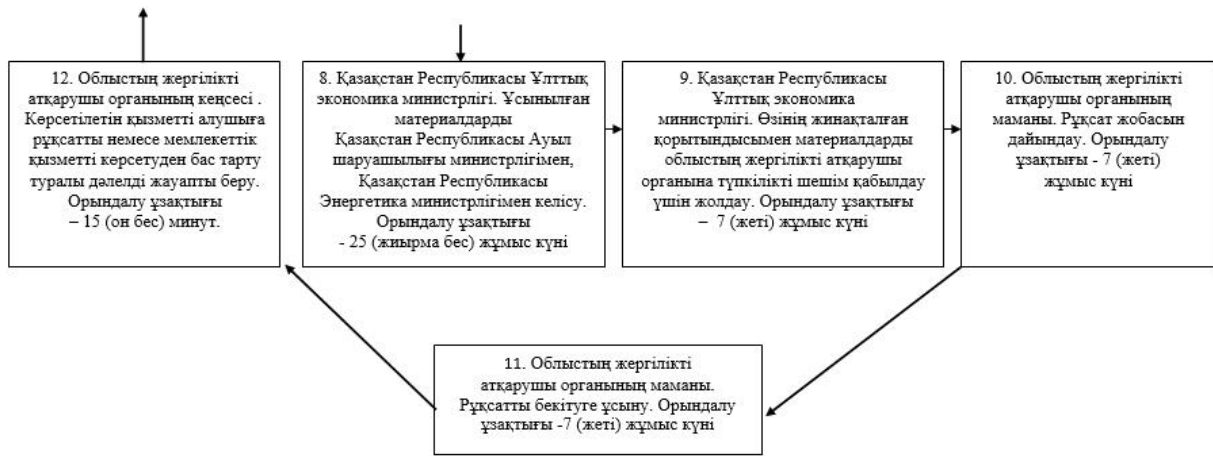 12. Облыстың жергілікті
атқарушы органының кеңсесі .
Көрсетілетін қызметті алушыға
рұқсатты немесе мемлекеттік
қызметті көрсетуден бас тарту
туралы дәлелді жауапты беру.
Орындалу ұзақтығы
– 15 (он бес) минут.
8. Қазақстан Республикасы Ұлттық
экономика министрлігі. Ұсынылған
материалдарды
Қазақстан Республикасы Ауыл
шаруашылығы министрлігімен,
Қазақстан Республикасы
Энергетика министрлігімен келісу.
Орындалу ұзақтығы
- 25 (жиырма бес) жұмыс күні
9. Қазақстан Республикасы
Ұлттық экономика
министрлігі. Өзінің жинақталған
қорытындысымен материалдарды
облыстың жергілікті атқарушы
органына түпкілікті шешім қабылдау
үшін жолдау. Орындалу ұзақтығы
– 7 (жеті) жұмыс күні
10. Облыстың жергілікті
атқарушы органының
маманы. Рұқсат жобасын
дайындау. Орындалу
ұзақтығы - 7 (жеті)
жұмыс күні
11. Облыстың жергілікті
атқарушы органының маманы.
Рұқсатты бекітуге ұсыну. Орындалу
ұзақтығы -7 (жеті) жұмыс күні